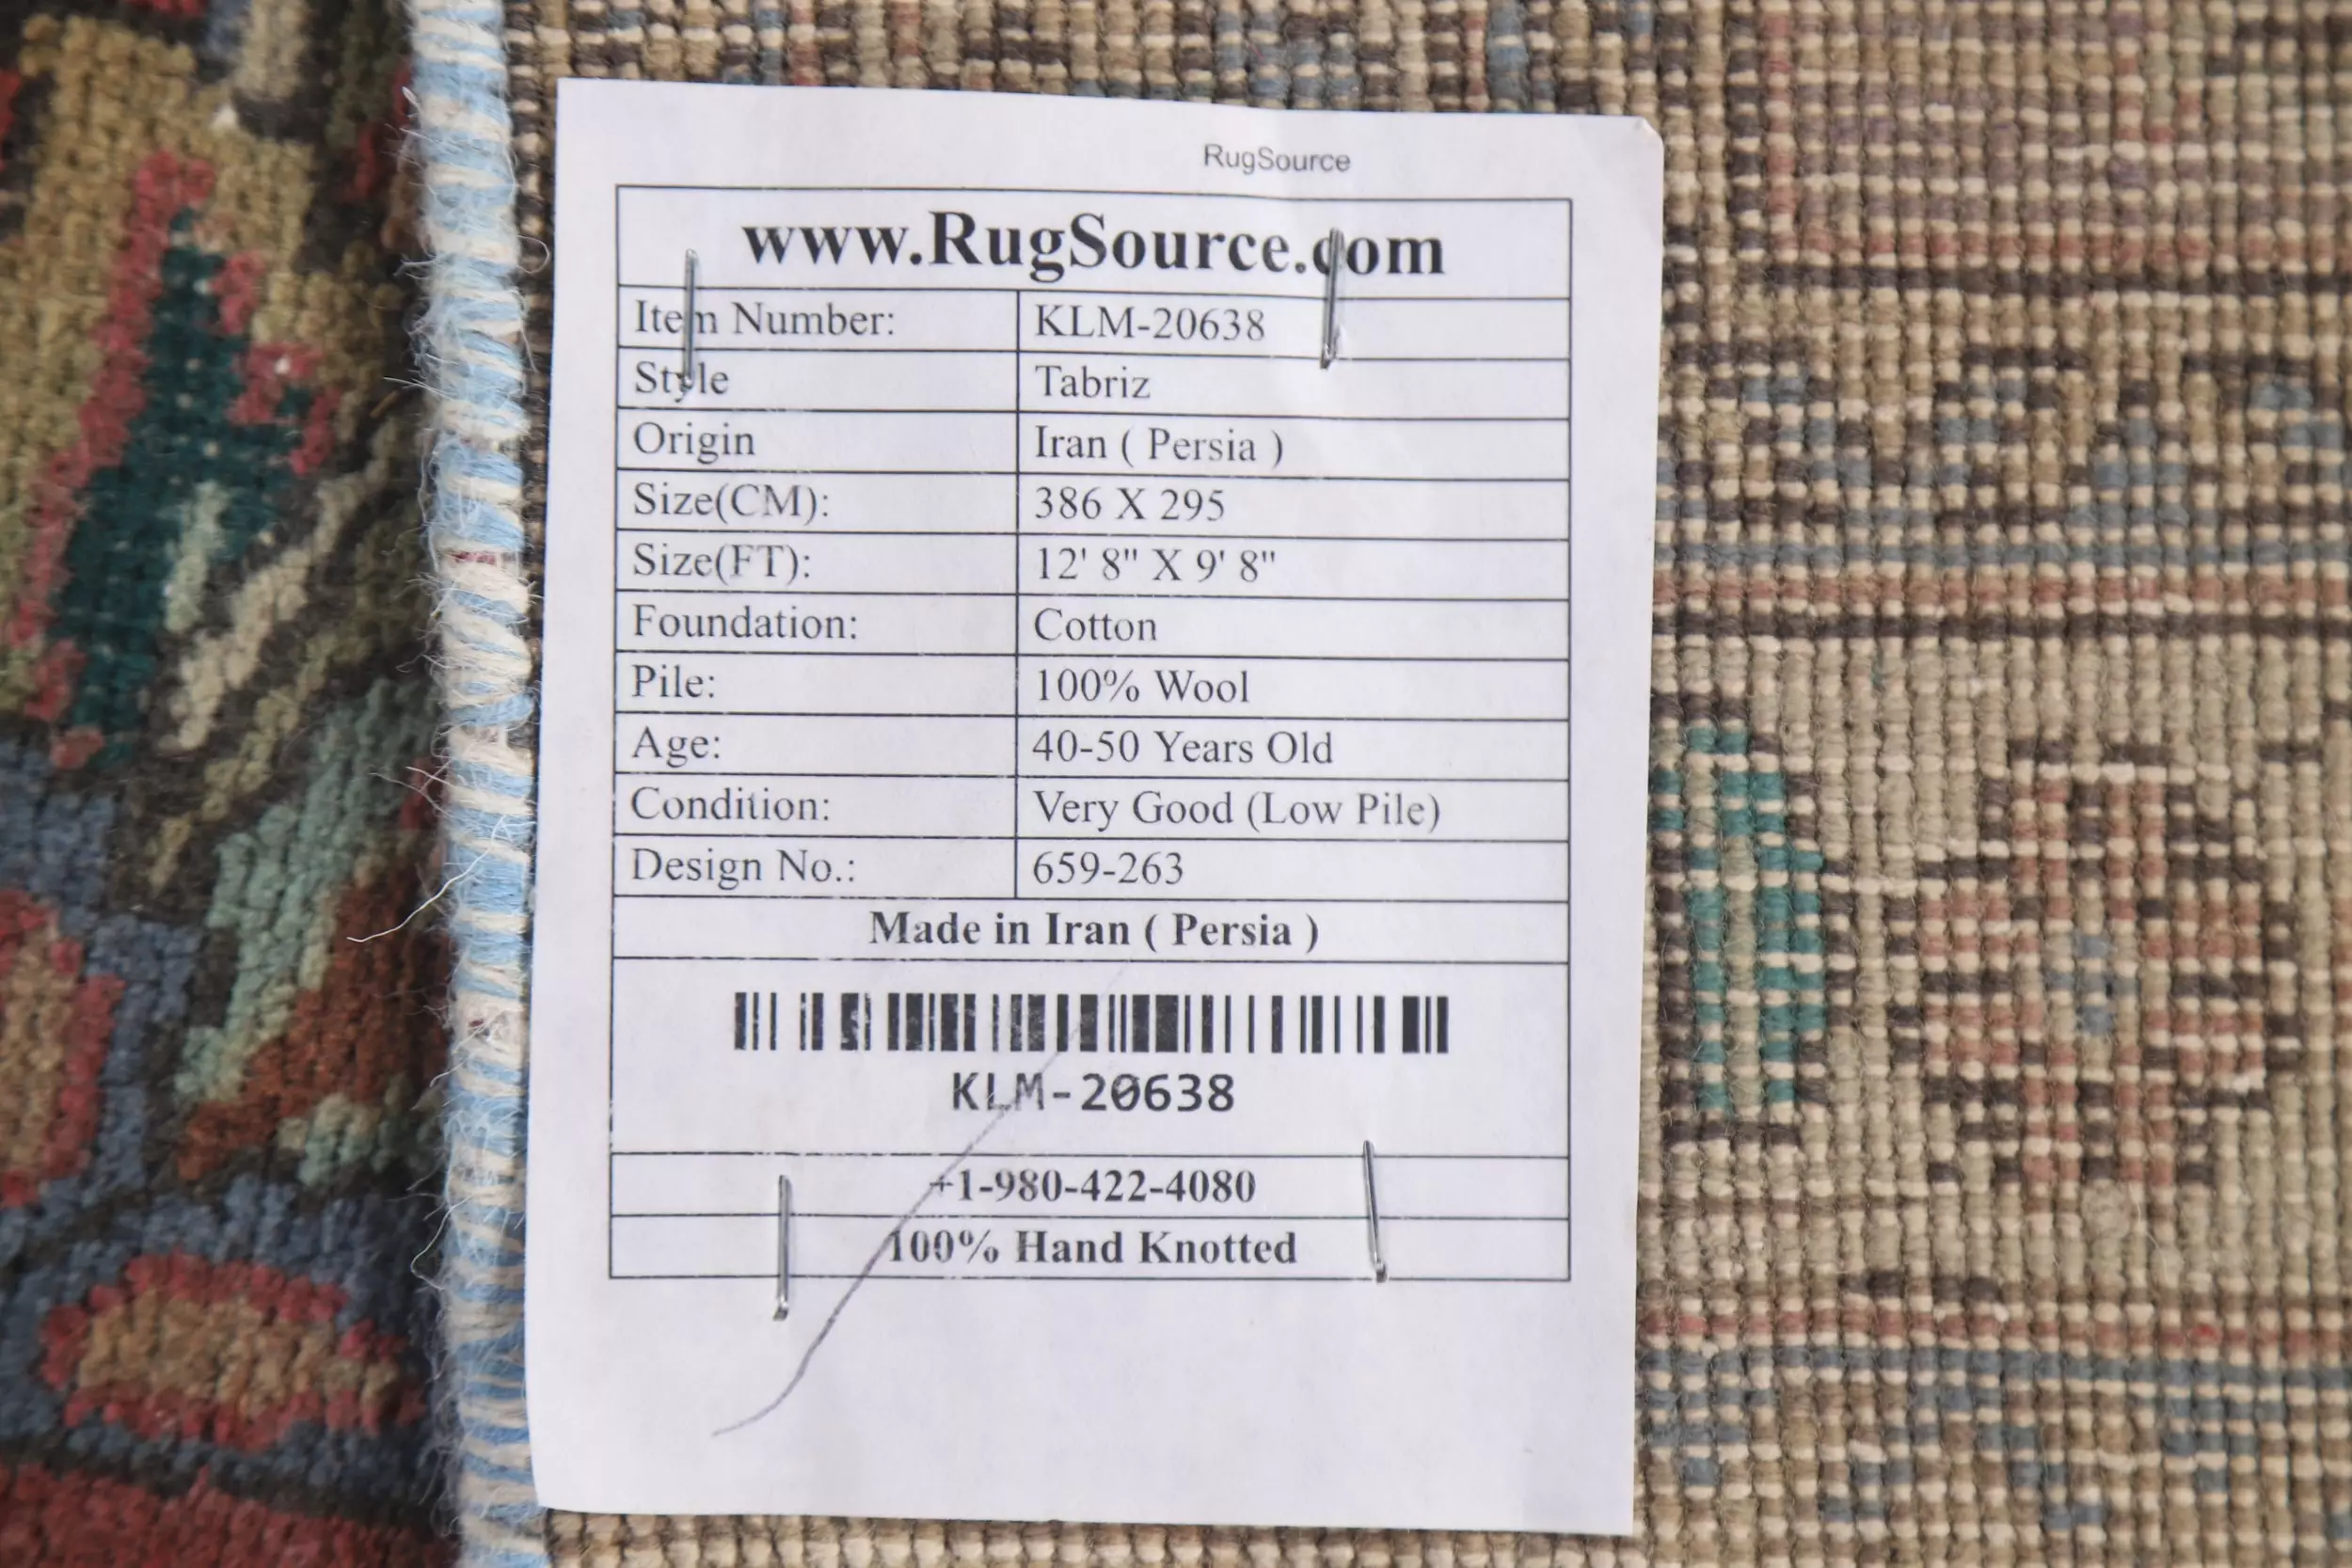 RugSource
www.RugSource.com
Item Number: KLM-20638
Style Tabriz
Origin Iran ( Persia )
Size(CM): 386 X 295
Size(FT): 12' 8" X 9' 8"
Foundation: Cotton
Pile: 100% Wool
Age: 40-50 Years Old
Condition: Very Good (Low Pile)
Design No.: 659-263
Made in Iran ( Persia )
KLM-20638
+1-980-422-4080
100% Hand Knotted